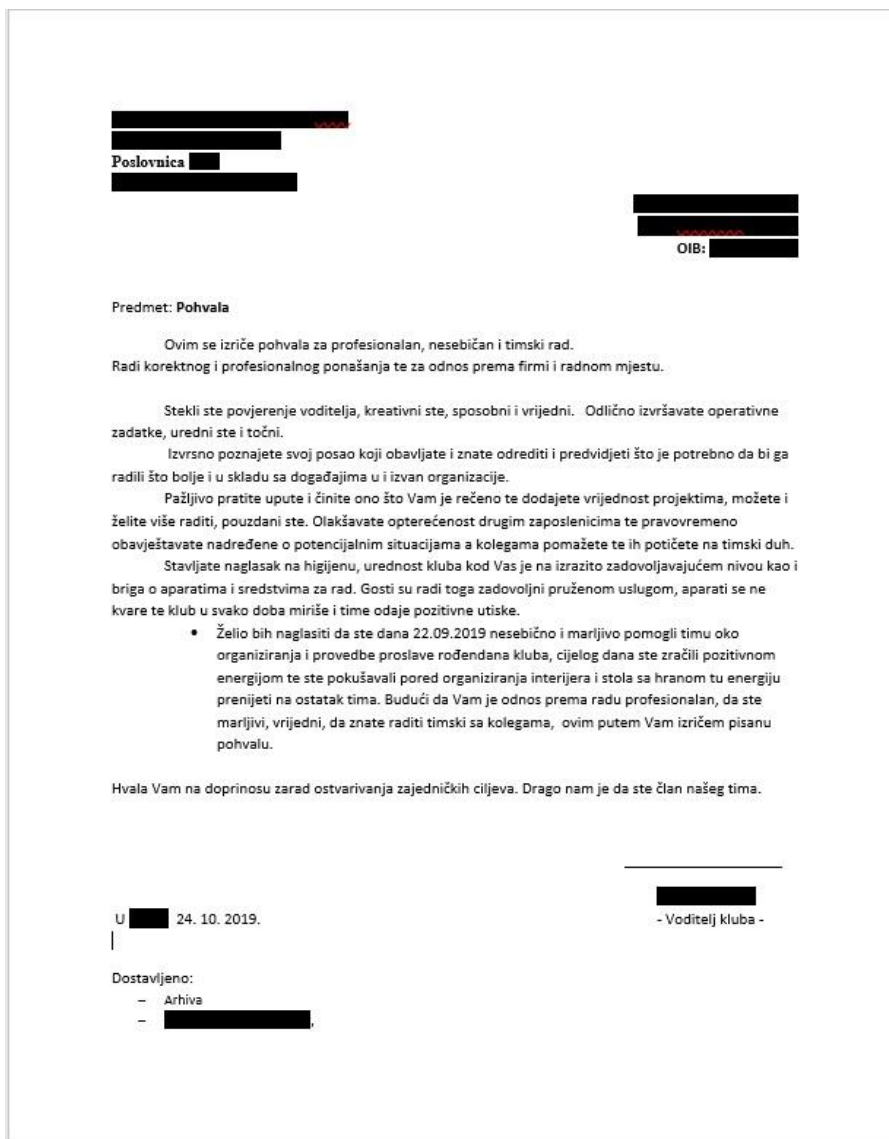 Poslovnica
OIB:
Predmet: Pohvala
Ovim se izriče pohvala za profesionalan, nesebičan i timski rad.
Radi korektnog i profesionalnog ponašanja te za odnos prema firmi i radnom mjestu.
Stekli ste povjerenje voditelja, kreativni ste, sposobni i vrijedni. Odlično izvršavate operativne
zadatke, uredni ste i točni.
Izvrsno poznajete svoj posao koji obavljate i znate odrediti i predvidjeti što je potrebno da bi ga
radili što bolje i u skladu sa događajima u i izvan organizacije.
Pažljivo pratite upute i činite ono što Vam je rečeno te dodajete vrijednost projektima, možete i
želite više raditi, pouzdani ste. Olakšavate opterećenost drugim zaposlenicima te pravovremeno
obavještavate nadređene o potencijalnim situacijama a kolegama pomažete te ih potičete na timski duh.
Stavljate naglasak na higijenu, urednost kluba kod Vas je na izrazito zadovoljavajućem nivou kao i
briga o aparatima i sredstvima za rad. Gosti su radi toga zadovoljni pruženom uslugom, aparati se ne
kvare te klub u svako doba miriše i time odaje pozitivne utiske.
• Želio bih naglasiti da ste dana 22.09.2019 nesebično i marljivo pomogli timu oko
organiziranja i provedbe proslave rođendana kluba, cijelog dana ste zračili pozitivnom
energijom te ste pokušavali pored organiziranja interijera i stola sa hranom tu energiju
prenijeti na ostatak tima. Budući da Vam je odnos prema radu profesionalan, da ste
marljivi, vrijedni, da znate raditi timski sa kolegama, ovim putem Vam izričem pisanu
pohvalu.
Hvala Vam na doprinosu zarad ostvarivanja zajedničkih ciljeva. Drago nam je da ste član našeg tima.
U 24. 10. 2019.
- Voditelj kluba -
Dostavljeno:
– Arhiva
– ,